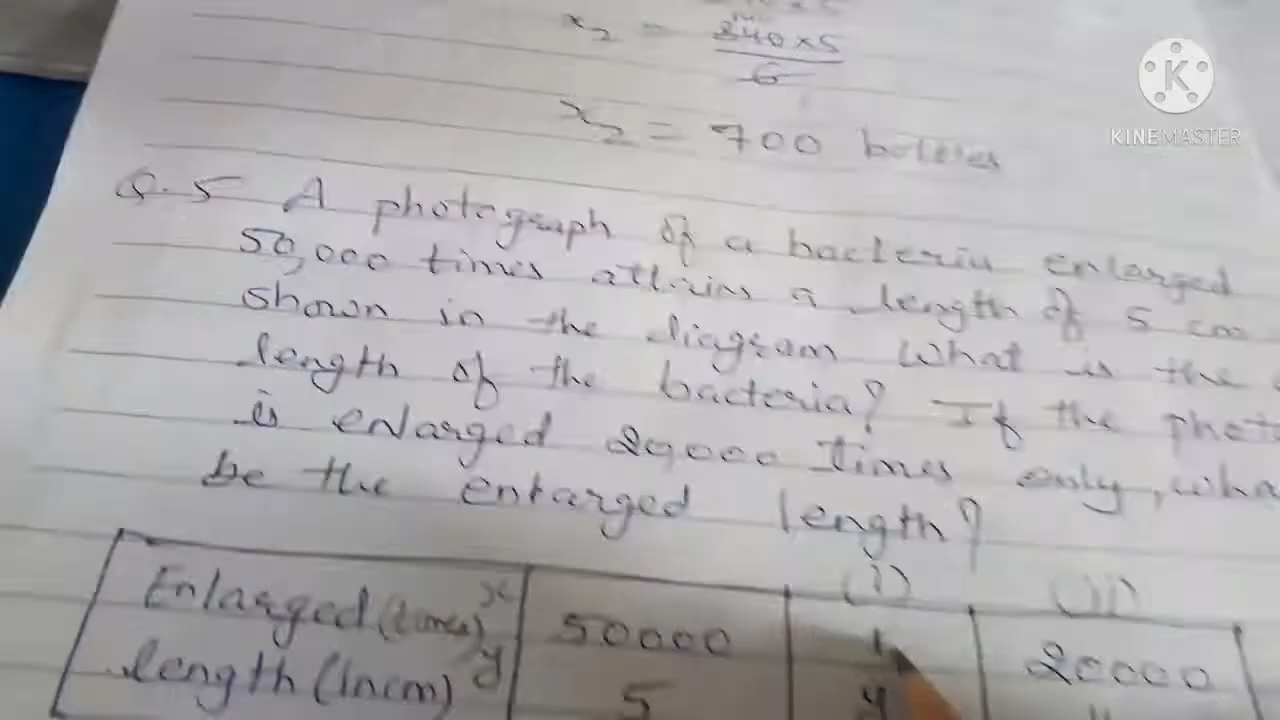 x₂ = 840×5
6
x₂ = 700 bottles
KINEMASTER
Q.5 A photograph of a bacteria enlarged
50,000 times attains a length of 5 cm
shown in the diagram What is the
length of the bacteria? If the phot
is enlarged 20000 times only, wha
be the enlarged length?
(i) (ii)
Enlarged (times) x 50000 1 20000
length (In cm) y 5 y